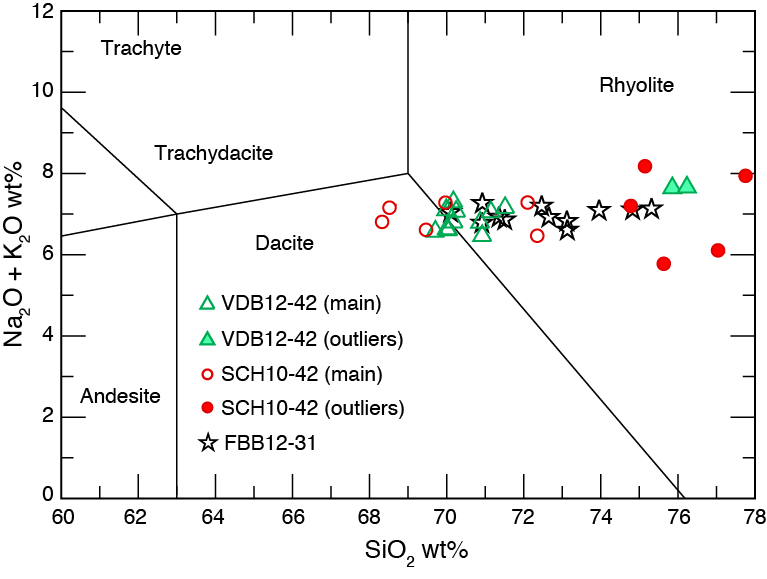 12
10
8
6
4
2
0
Na₂O + K₂O wt%
Trachyte
Rhyolite
Trachydacite
Dacite
Andesite
VDB12-42 (main)
VDB12-42 (outliers)
SCH10-42 (main)
SCH10-42 (outliers)
FBB12-31
60 62 64 66 68 70 72 74 76 78
SiO₂ wt%